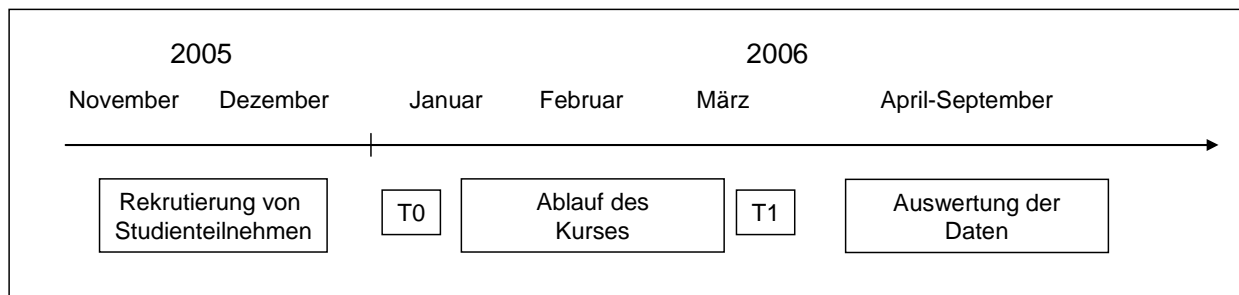 2005 2006
November Dezember Januar Februar März April-September
Rekrutierung von
Studienteilnehmen
T0
Ablauf des
Kurses
T1
Auswertung der
Daten